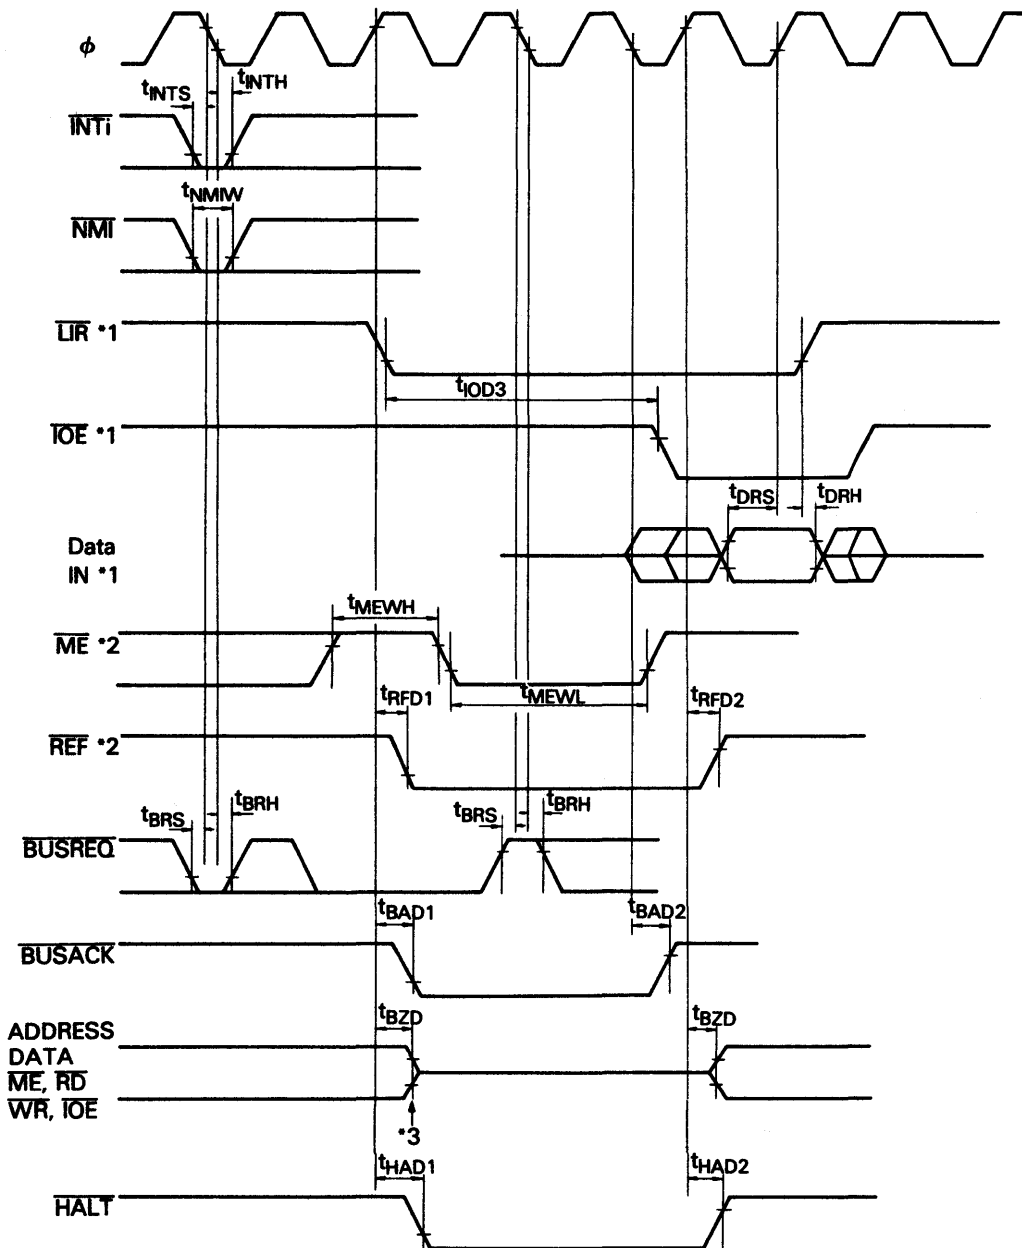 ϕ
tINTS
tINTH
INTi
tNMIW
NMI
LIR *1
tIOD3
IOE *1
tDRS
tDRH
Data
IN *1
tMEWH
ME *2
tMEWL
tRFD1
tRFD2
REF *2
tBRS
tBRH
tBRS
tBRH
BUSREQ
tBAD1
tBAD2
BUSACK
tBZD
tBZD
ADDRESS
DATA
ME, RD
WR, IOE
*3
tHAD1
tHAD2
HALT